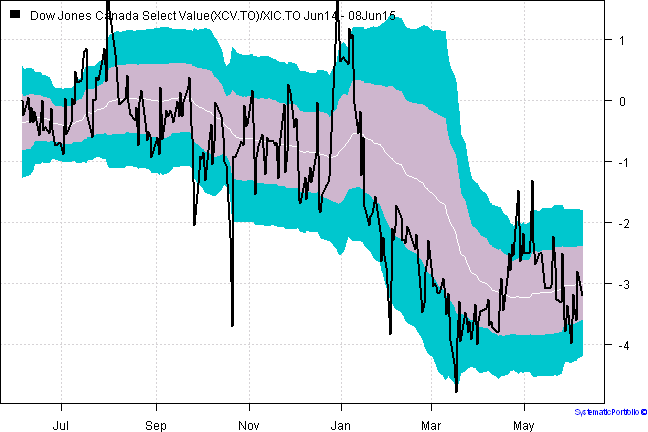 Dow Jones Canada Select Value(XCV.TO)/XIC.TO Jun14 - 08Jun15
1
0
-1
-2
-3
-4
Jul Sep Nov Jan Mar May
SystematicPortfolio ©